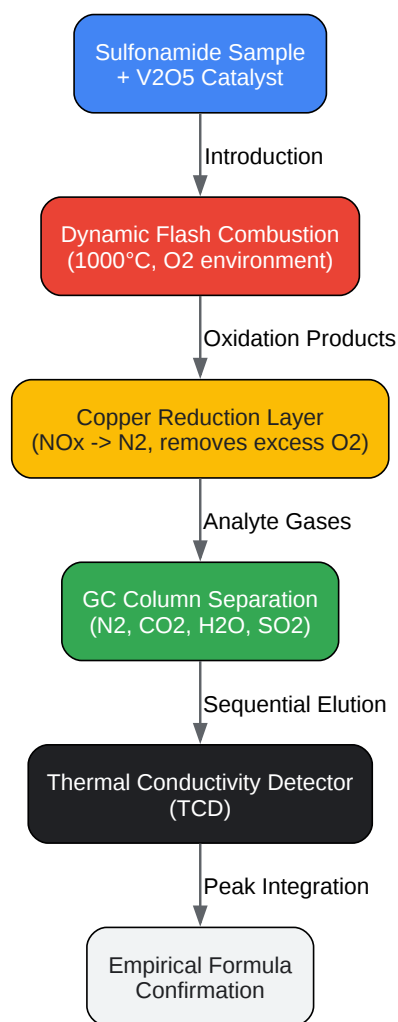 Sulfonamide Sample
+ V2O5 Catalyst
Introduction
Dynamic Flash Combustion
(1000°C, O2 environment)
Oxidation Products
Copper Reduction Layer
(NOx -> N2, removes excess O2)
Analyte Gases
GC Column Separation
(N2, CO2, H2O, SO2)
Sequential Elution
Thermal Conductivity Detector
(TCD)
Peak Integration
Empirical Formula
Confirmation